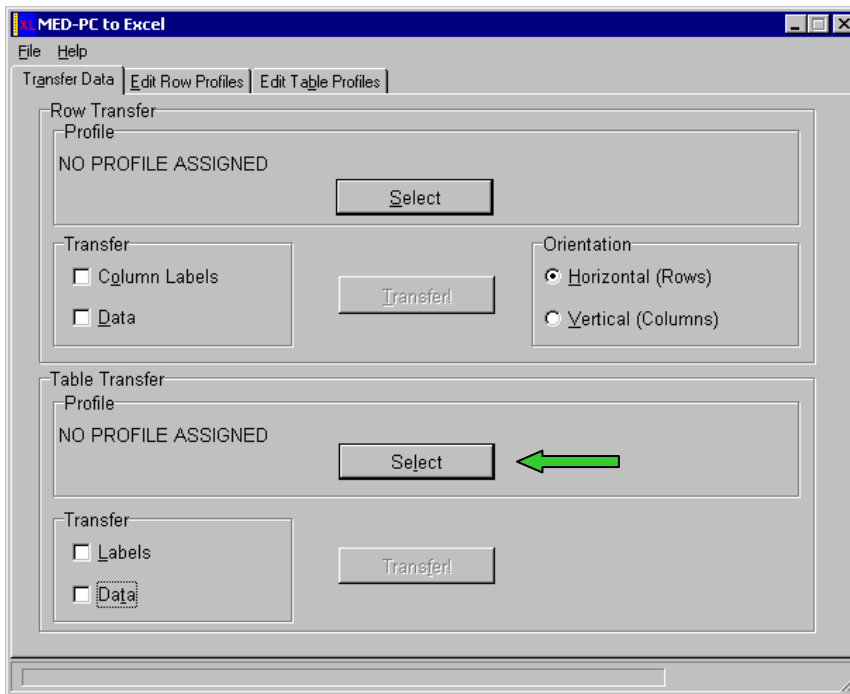 XL MED-PC to Excel
File Help
Transfer Data Edit Row Profiles Edit Table Profiles
Row Transfer
Profile
NO PROFILE ASSIGNED
Select
Transfer
Column Labels
Data
Transfer!
Orientation
Horizontal (Rows)
Vertical (Columns)
Table Transfer
Profile
NO PROFILE ASSIGNED
Select
Transfer
Labels
Data
Transfer!